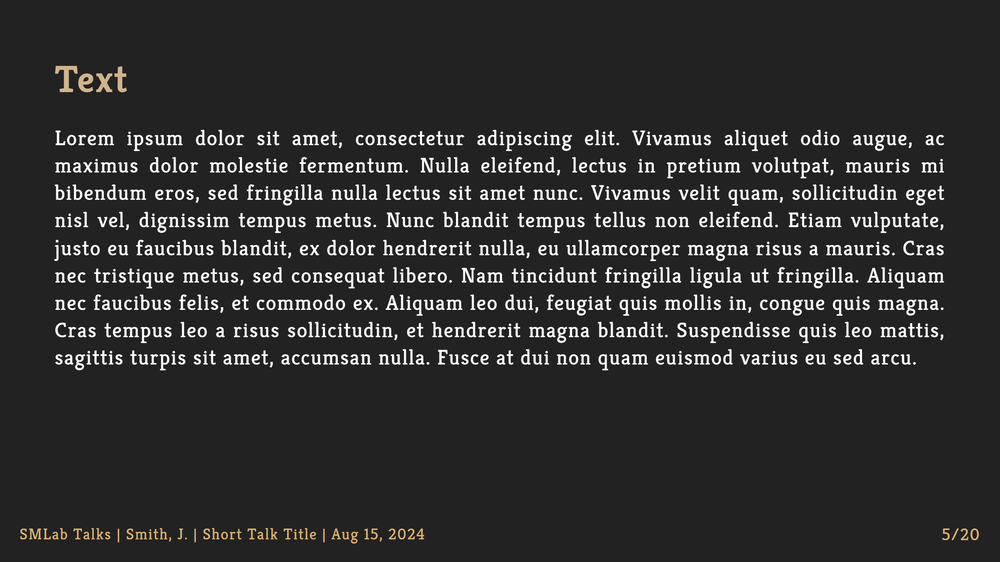 Text
Lorem ipsum dolor sit amet, consectetur adipiscing elit. Vivamus aliquet odio augue, ac
maximus dolor molestie fermentum. Nulla eleifend, lectus in pretium volutpat, mauris mi
bibendum eros, sed fringilla nulla lectus sit amet nunc. Vivamus velit quam, sollicitudin eget
nisl vel, dignissim tempus metus. Nunc blandit tempus tellus non eleifend. Etiam vulputate,
justo eu faucibus blandit, ex dolor hendrerit nulla, eu ullamcorper magna risus a mauris. Cras
nec tristique metus, sed consequat libero. Nam tincidunt fringilla ligula ut fringilla. Aliquam
nec faucibus felis, et commodo ex. Aliquam leo dui, feugiat quis mollis in, congue quis magna.
Cras tempus leo a risus sollicitudin, et hendrerit magna blandit. Suspendisse quis leo mattis,
sagittis turpis sit amet, accumsan nulla. Fusce at dui non quam euismod varius eu sed arcu.
SMLab Talks | Smith, J. | Short Talk Title | Aug 15, 2024
5/20